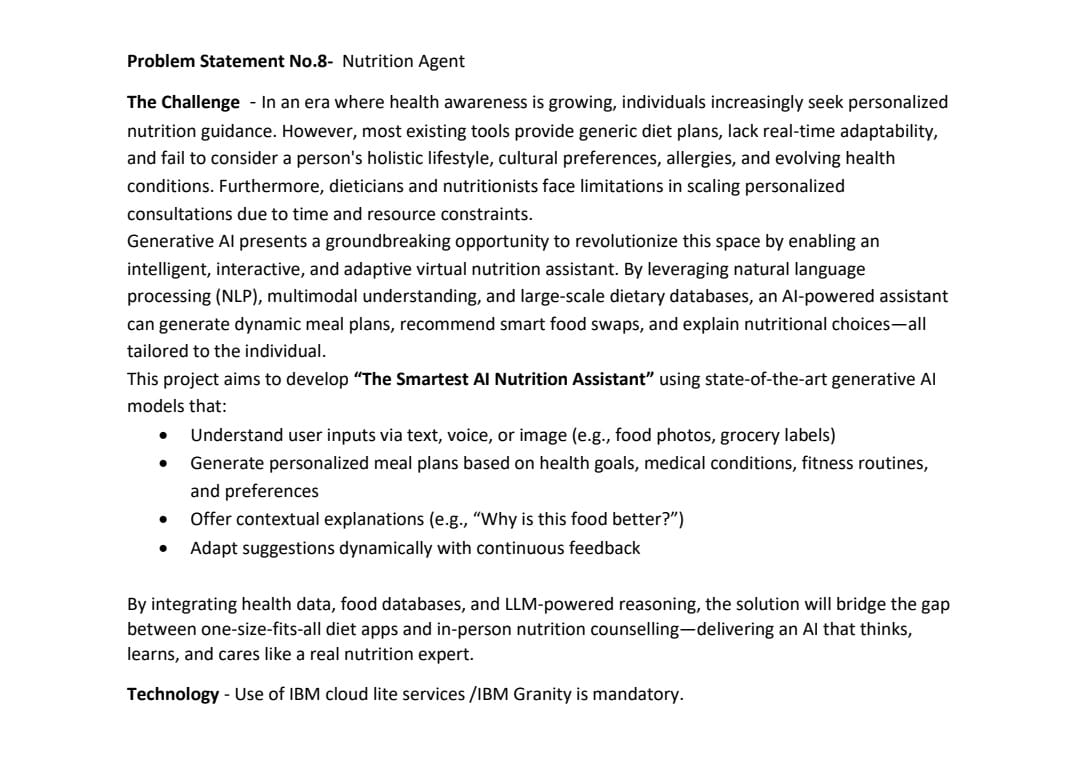 Problem Statement No.8- Nutrition Agent
The Challenge - In an era where health awareness is growing, individuals increasingly seek personalized
nutrition guidance. However, most existing tools provide generic diet plans, lack real-time adaptability,
and fail to consider a person's holistic lifestyle, cultural preferences, allergies, and evolving health
conditions. Furthermore, dieticians and nutritionists face limitations in scaling personalized
consultations due to time and resource constraints.
Generative AI presents a groundbreaking opportunity to revolutionize this space by enabling an
intelligent, interactive, and adaptive virtual nutrition assistant. By leveraging natural language
processing (NLP), multimodal understanding, and large-scale dietary databases, an AI-powered assistant
can generate dynamic meal plans, recommend smart food swaps, and explain nutritional choices—all
tailored to the individual.
This project aims to develop “The Smartest AI Nutrition Assistant” using state-of-the-art generative AI
models that:
• Understand user inputs via text, voice, or image (e.g., food photos, grocery labels)
• Generate personalized meal plans based on health goals, medical conditions, fitness routines,
and preferences
• Offer contextual explanations (e.g., “Why is this food better?”)
• Adapt suggestions dynamically with continuous feedback
By integrating health data, food databases, and LLM-powered reasoning, the solution will bridge the gap
between one-size-fits-all diet apps and in-person nutrition counselling—delivering an AI that thinks,
learns, and cares like a real nutrition expert.
Technology - Use of IBM cloud lite services /IBM Granity is mandatory.